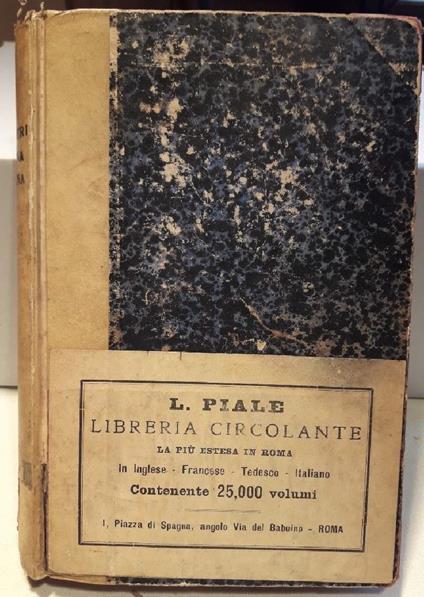 L. PIALE
LIBRERIA CIRCOLANTE
LA PIÙ ESTESA IN ROMA
In Inglese - Francese - Tedesco - Italiano
Contenente 25,000 volumi
1, Piazza di Spagna, angolo Via del Babuino - ROMA